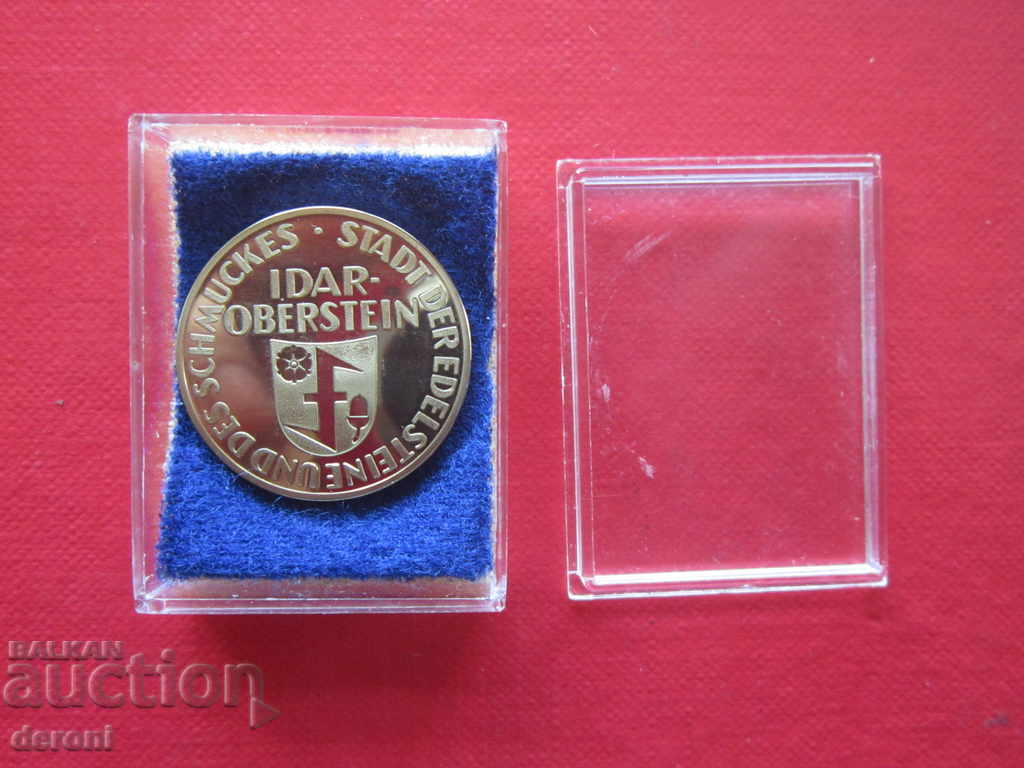 STADT DER EDELSTEINE UND DES SCHMUCKES ·
IDAR-
OBERSTEIN
BALKAN
auction
deroni